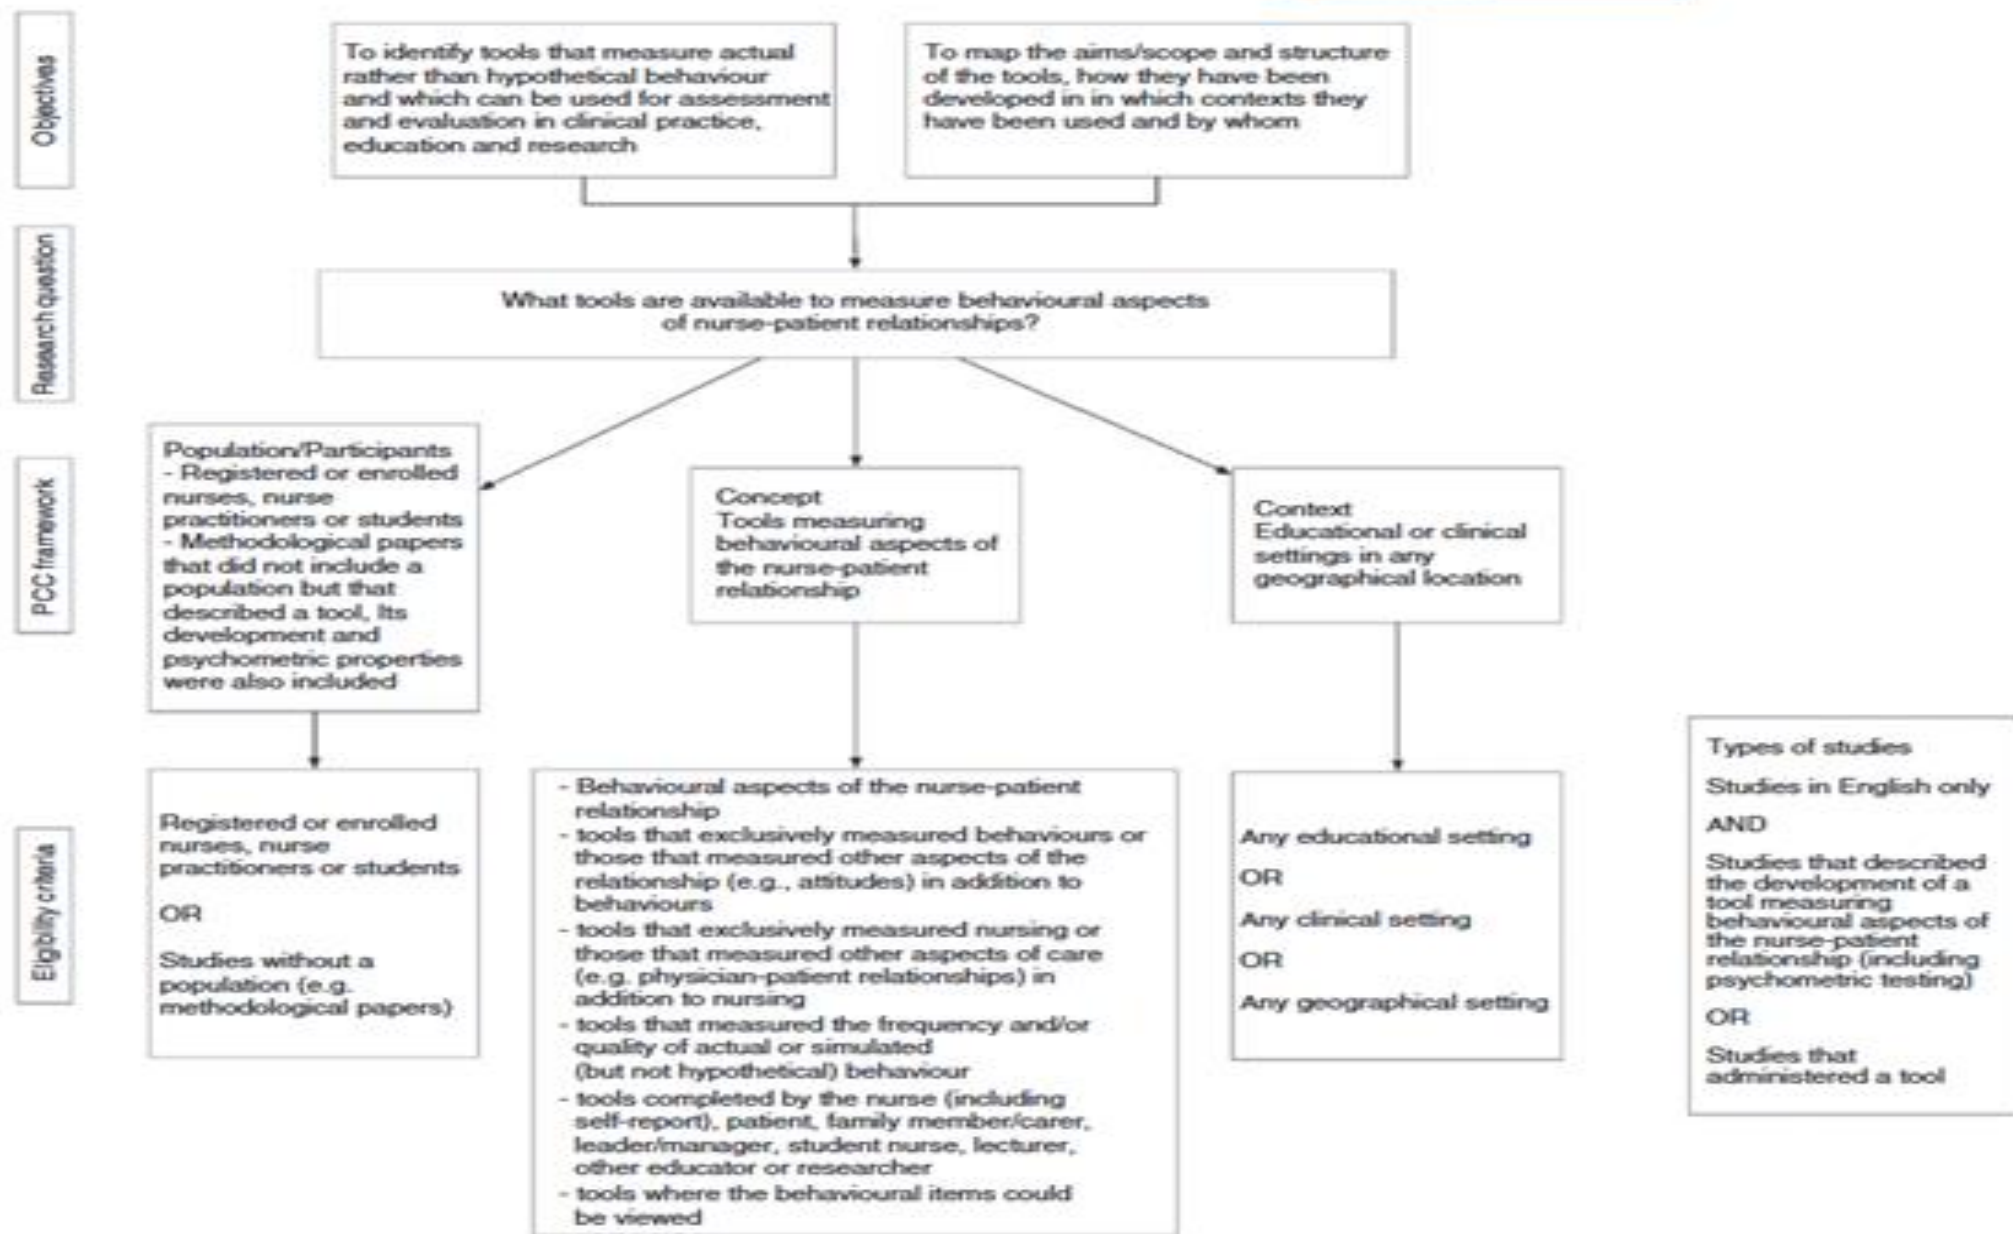 Objectives
To identify tools that measure actual
rather than hypothetical behaviour
and which can be used for assessment
and evaluation in clinical practice,
education and research
To map the aims/scope and structure
of the tools, how they have been
developed in in which contexts they
have been used and by whom
Research question
What tools are available to measure behavioural aspects
of nurse-patient relationships?
PCC framework
Population/Participants
- Registered or enrolled
nurses, nurse
practitioners or students
- Methodological papers
that did not include a
population but that
described a tool, Its
development and
psychometric properties
were also included
Concept
Tools measuring
behavioural aspects of
the nurse-patient
relationship
Context
Educational or clinical
settings in any
geographical location
Eligibility criteria
Registered or enrolled
nurses, nurse
practitioners or students
OR
Studies without a
population (e.g.
methodological papers)
- Behavioural aspects of the nurse-patient
relationship
- tools that exclusively measured behaviours or
those that measured other aspects of the
relationship (e.g., attitudes) in addition to
behaviours
- tools that exclusively measured nursing or
those that measured other aspects of care
(e.g. physician-patient relationships) in
addition to nursing
- tools that measured the frequency and/or
quality of actual or simulated
(but not hypothetical) behaviour
- tools completed by the nurse (including
self-report), patient, family member/carer,
leader/manager, student nurse, lecturer,
other educator or researcher
- tools where the behavioural items could
be viewed
Any educational setting
OR
Any clinical setting
OR
Any geographical setting
Types of studies
Studies in English only
AND
Studies that described
the development of a
tool measuring
behavioural aspects of
the nurse-patient
relationship (including
psychometric testing)
OR
Studies that
administered a tool